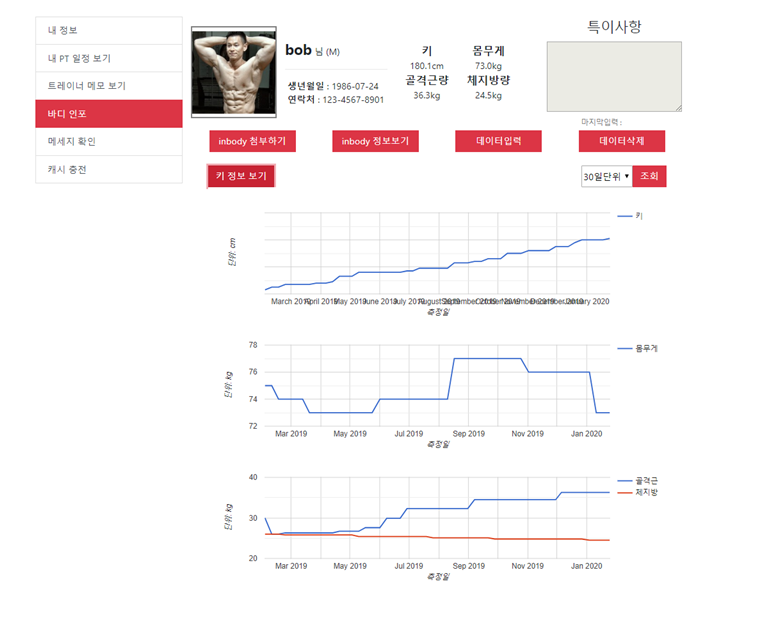 내 정보
내 PT 일정 보기
트레이너 메모 보기
바디 인포
메세지 확인
캐시 충전
bob 님 (M)
생년월일 : 1986-07-24
연락처 : 123-4567-8901
키 몸무게
180.1cm 73.0kg
골격근량 체지방량
36.3kg 24.5kg
특이사항
마지막입력 :
inbody 첨부하기 inbody 정보보기 데이터입력 데이터삭제
키 정보 보기 30일단위 조회
키
단위: cm
March 2019 April 2019 May 2019 June 2019 July 2019 August 2019 September 2019 October 2019 November 2019 December 2019 January 2020
측정일
몸무게
78
76
74
72
단위: kg
Mar 2019 May 2019 Jul 2019 Sep 2019 Nov 2019 Jan 2020
측정일
골격근
체지방
40
30
20
단위: kg
Mar 2019 May 2019 Jul 2019 Sep 2019 Nov 2019 Jan 2020
측정일